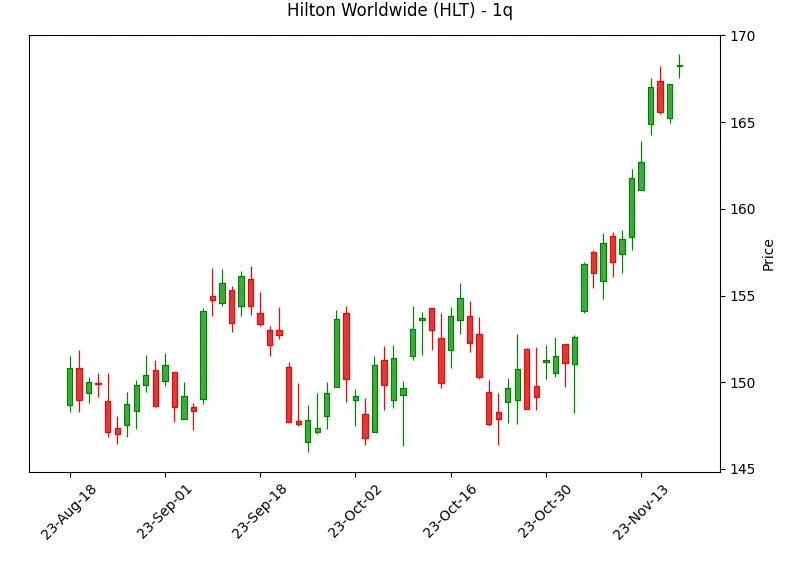 Hilton Worldwide (HLT) - 1q
170
165
160
155
150
145
Price
23-Aug-18
23-Sep-01
23-Sep-18
23-Oct-02
23-Oct-16
23-Oct-30
23-Nov-13